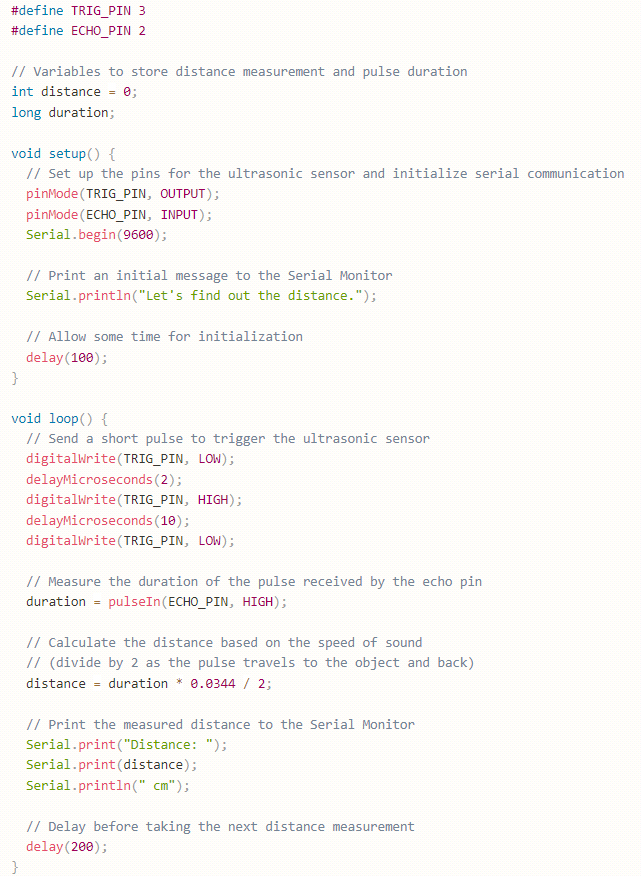 #define TRIG_PIN 3
#define ECHO_PIN 2

// Variables to store distance measurement and pulse duration
int distance = 0;
long duration;

void setup() {
  // Set up the pins for the ultrasonic sensor and initialize serial communication
  pinMode(TRIG_PIN, OUTPUT);
  pinMode(ECHO_PIN, INPUT);
  Serial.begin(9600);

  // Print an initial message to the Serial Monitor
  Serial.println("Let's find out the distance.");

  // Allow some time for initialization
  delay(100);
}

void loop() {
  // Send a short pulse to trigger the ultrasonic sensor
  digitalWrite(TRIG_PIN, LOW);
  delayMicroseconds(2);
  digitalWrite(TRIG_PIN, HIGH);
  delayMicroseconds(10);
  digitalWrite(TRIG_PIN, LOW);

  // Measure the duration of the pulse received by the echo pin
  duration = pulseIn(ECHO_PIN, HIGH);

  // Calculate the distance based on the speed of sound
  // (divide by 2 as the pulse travels to the object and back)
  distance = duration * 0.0344 / 2;

  // Print the measured distance to the Serial Monitor
  Serial.print("Distance: ");
  Serial.print(distance);
  Serial.println(" cm");

  // Delay before taking the next distance measurement
  delay(200);
}